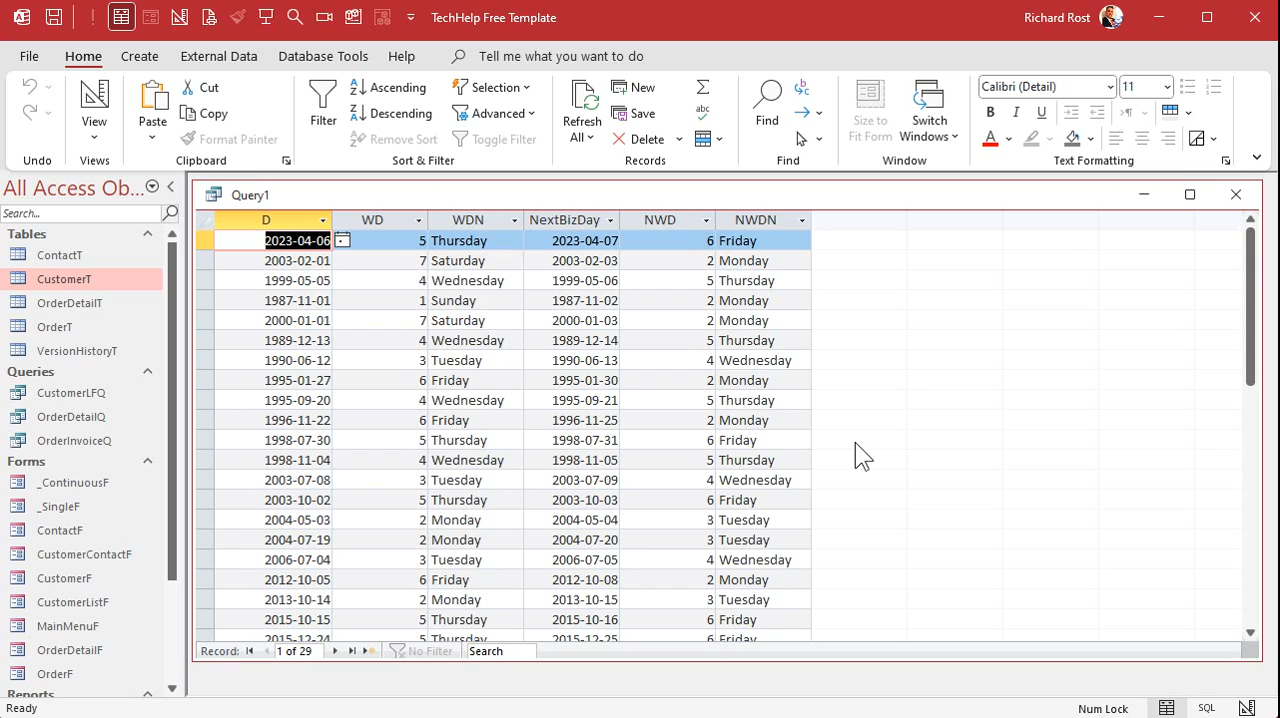 TechHelp Free Template
Richard Rost
File Home Create External Data Database Tools Help Tell me what you want to do
View
Paste
Cut
Copy
Format Painter
Filter
Ascending
Descending
Remove Sort
Selection
Advanced
Toggle Filter
Refresh All
New
Save
Delete
Find
Size to Fit Form
Switch Windows
Calibri (Detail) 11
Undo Views Clipboard Sort & Filter Records Find Window Text Formatting
All Access Ob...
Search...
Tables
ContactT
CustomerT
OrderDetailT
OrderT
VersionHistoryT
Queries
CustomerLFQ
OrderDetailQ
OrderInvoiceQ
Forms
_ContinuousF
_SingleF
ContactF
CustomerContactF
CustomerF
CustomerListF
MainMenuF
OrderDetailF
OrderF
Reports
Query1
D WD WDN NextBizDay NWD NWDN
2023-04-06 5 Thursday 2023-04-07 6 Friday
2003-02-01 7 Saturday 2003-02-03 2 Monday
1999-05-05 4 Wednesday 1999-05-06 5 Thursday
1987-11-01 1 Sunday 1987-11-02 2 Monday
2000-01-01 7 Saturday 2000-01-03 2 Monday
1989-12-13 4 Wednesday 1989-12-14 5 Thursday
1990-06-12 3 Tuesday 1990-06-13 4 Wednesday
1995-01-27 6 Friday 1995-01-30 2 Monday
1995-09-20 4 Wednesday 1995-09-21 5 Thursday
1996-11-22 6 Friday 1996-11-25 2 Monday
1998-07-30 5 Thursday 1998-07-31 6 Friday
1998-11-04 4 Wednesday 1998-11-05 5 Thursday
2003-07-08 3 Tuesday 2003-07-09 4 Wednesday
2003-10-02 5 Thursday 2003-10-03 6 Friday
2004-05-03 2 Monday 2004-05-04 3 Tuesday
2004-07-19 2 Monday 2004-07-20 3 Tuesday
2006-07-04 3 Tuesday 2006-07-05 4 Wednesday
2012-10-05 6 Friday 2012-10-08 2 Monday
2013-10-14 2 Monday 2013-10-15 3 Tuesday
2015-10-15 5 Thursday 2015-10-16 6 Friday
2015-12-24 5 Thursday 2015-12-25 6 Friday
Record: 1 of 29 No Filter Search
Ready Num Lock SQL